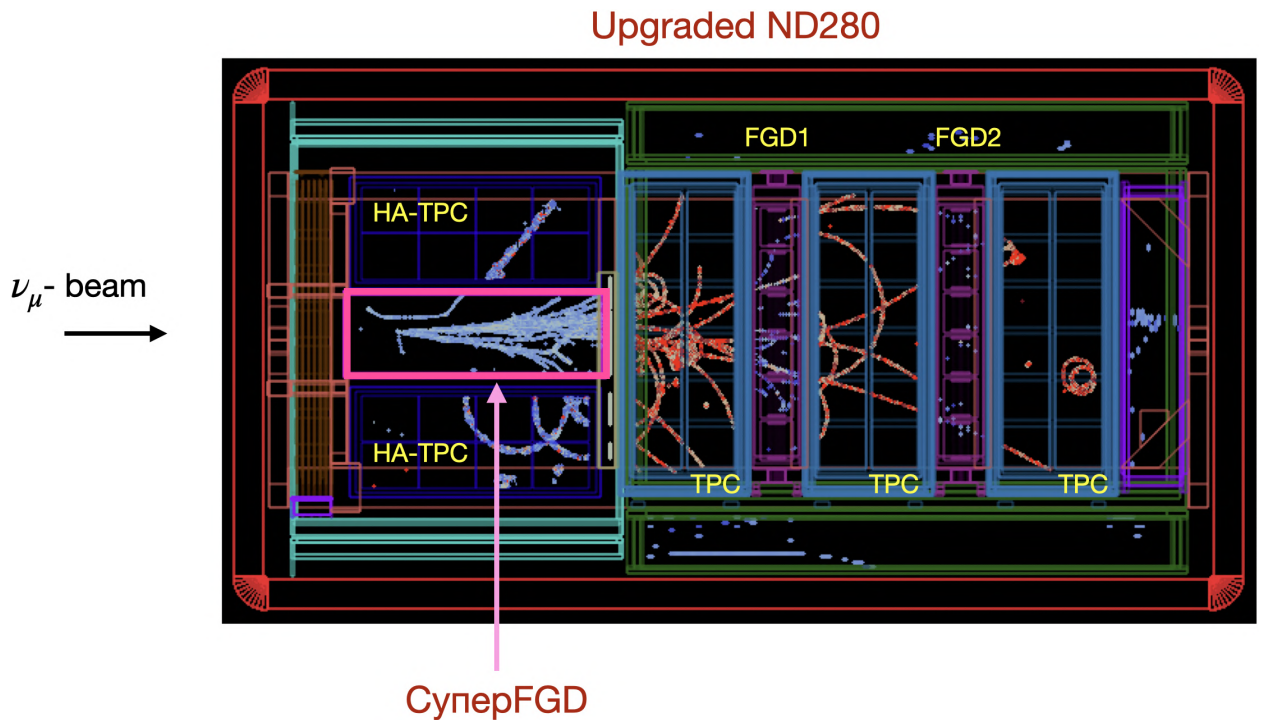 Upgraded ND280
FGD1
FGD2
HA-TPC
νμ- beam
HA-TPC
TPC
TPC
TPC
СуперFGD